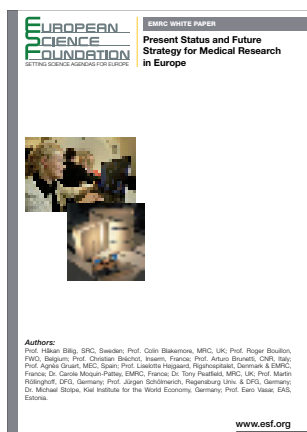 EUROPEAN
SCIENCE
FOUNDATION
SETTING SCIENCE AGENDAS FOR EUROPE
EMRC WHITE PAPER
Present Status and Future
Strategy for Medical Research
in Europe
Authors:
Prof. Håkan Billig, SRC, Sweden; Prof. Colin Blakemore, MRC, UK; Prof. Roger Bouillon,
FWO, Belgium; Prof. Christian Bréchot, Inserm, France; Prof. Arturo Brunetti, CNR, Italy;
Prof. Agnés Gruart, MEC, Spain; Prof. Liselotte Højgaard, Rigshospitalet, Denmark & EMRC,
France; Dr. Carole Moquin-Pattey, EMRC, France; Dr. Tony Peatfield, MRC, UK; Prof. Martin
Röllinghoff, DFG, Germany; Prof. Jürgen Schölmerich, Regensburg Univ. & DFG, Germany;
Dr. Michael Stolpe, Kiel Institute for the World Economy, Germany; Prof. Eero Vasar, EAS,
Estonia.
www.esf.org